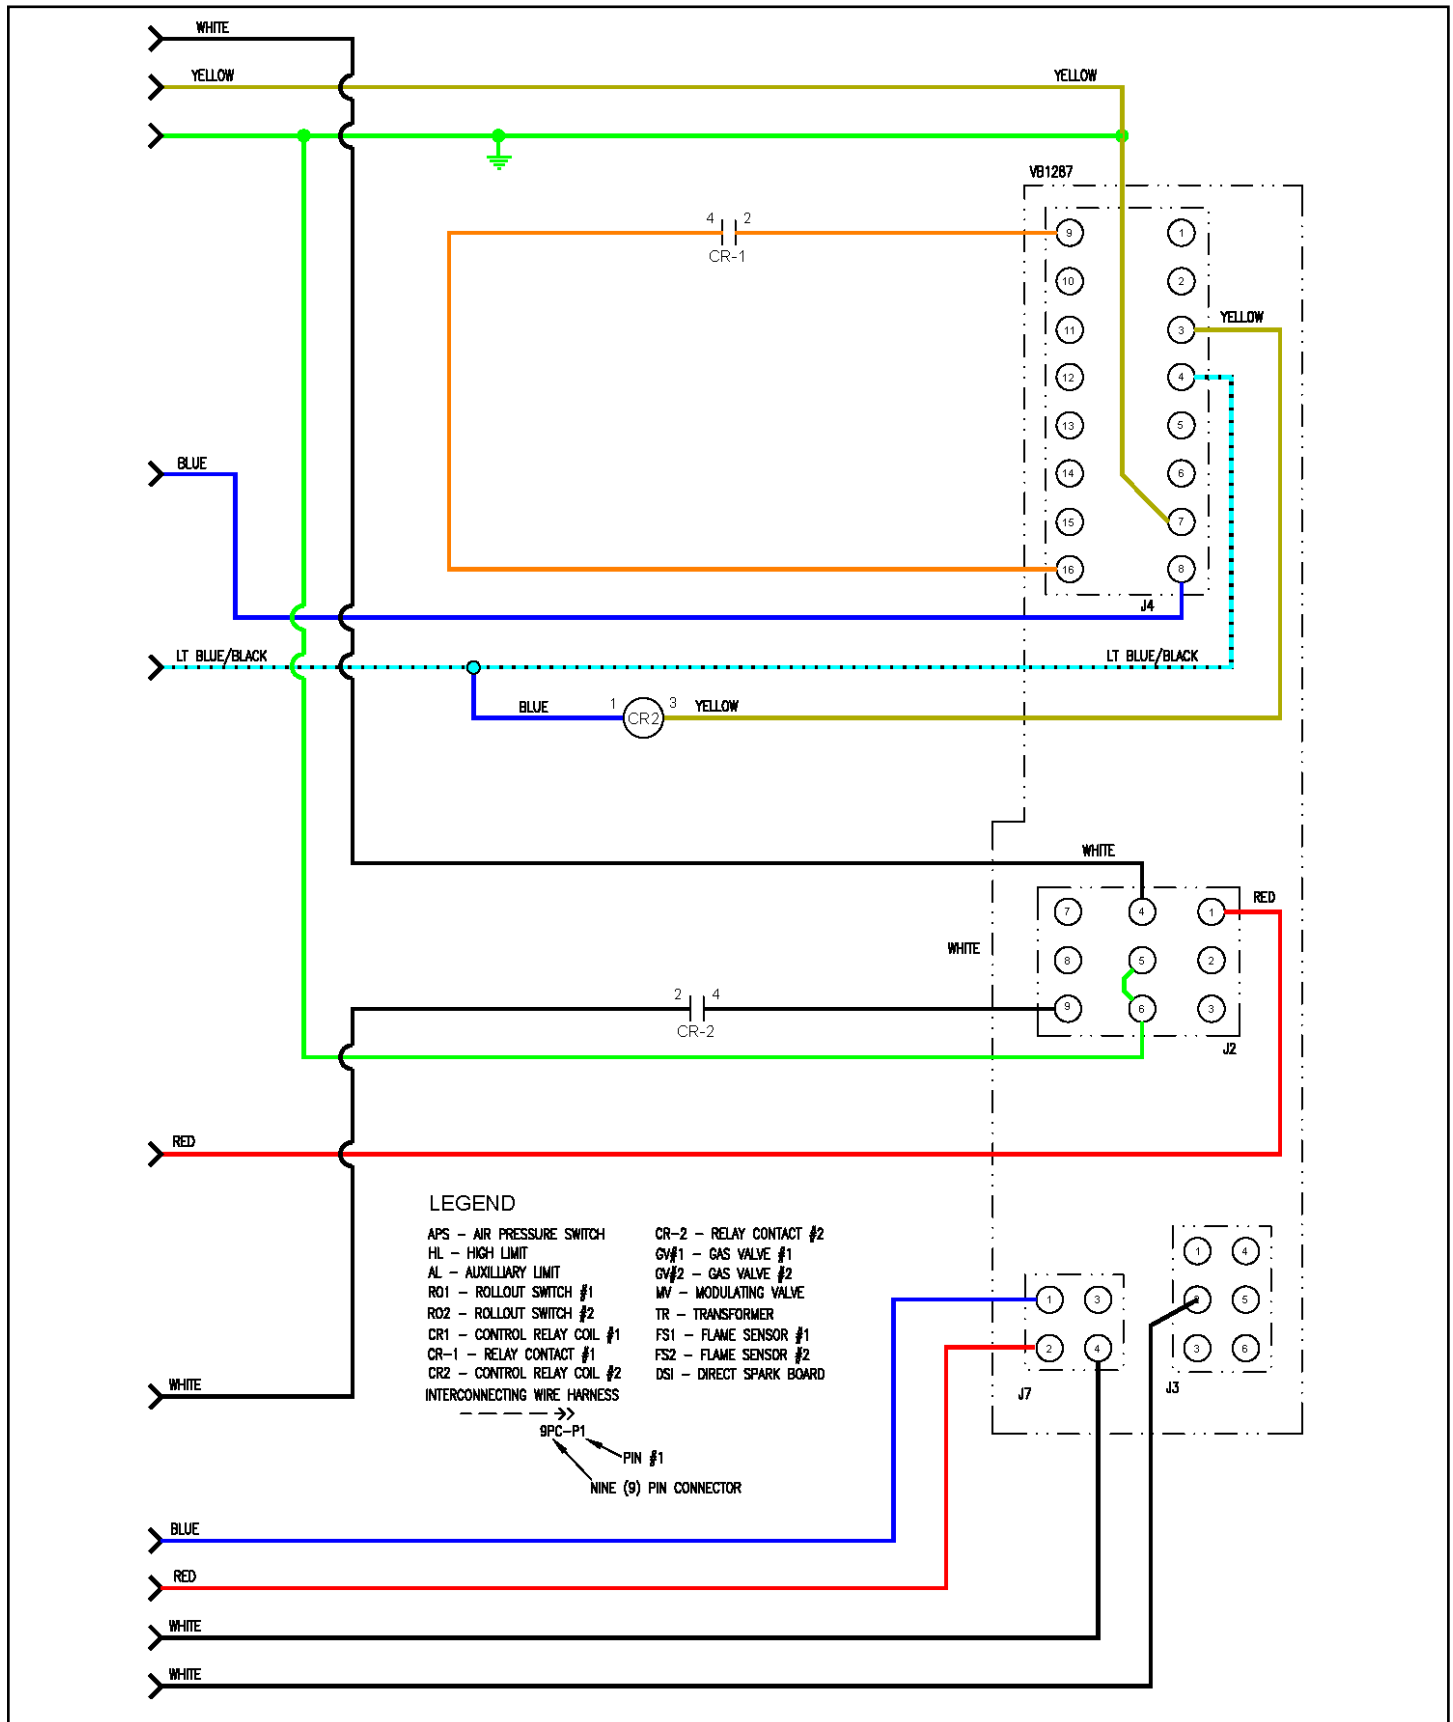 WHITE
YELLOW YELLOW
VB1287
4 2
CR-1
9 1
10 2
11 3 YELLOW
12 4
13 5
BLUE
14 6
15 7
16 8
J4
LT BLUE/BLACK LT BLUE/BLACK
BLUE 1 CR2 3 YELLOW
WHITE
RED
7 4 1
WHITE
8 5 2
2 4
CR-2
9 6 3
J2
RED
LEGEND
APS - AIR PRESSURE SWITCH
HL - HIGH LIMIT
AL - AUXILLIARY LIMIT
RO1 - ROLLOUT SWITCH #1
RO2 - ROLLOUT SWITCH #2
CR1 - CONTROL RELAY COIL #1
CR-1 - RELAY CONTACT #1
CR2 - CONTROL RELAY COIL #2
INTERCONNECTING WIRE HARNESS
CR-2 - RELAY CONTACT #2
GV#1 - GAS VALVE #1
GV#2 - GAS VALVE #2
MV - MODULATING VALVE
TR - TRANSFORMER
FS1 - FLAME SENSOR #1
FS2 - FLAME SENSOR #2
DSI - DIRECT SPARK BOARD
9PC-P1
PIN #1
NINE (9) PIN CONNECTOR
1 3
2 4
J7
1 4
2 5
3 6
J3
WHITE
BLUE
RED
WHITE
WHITE